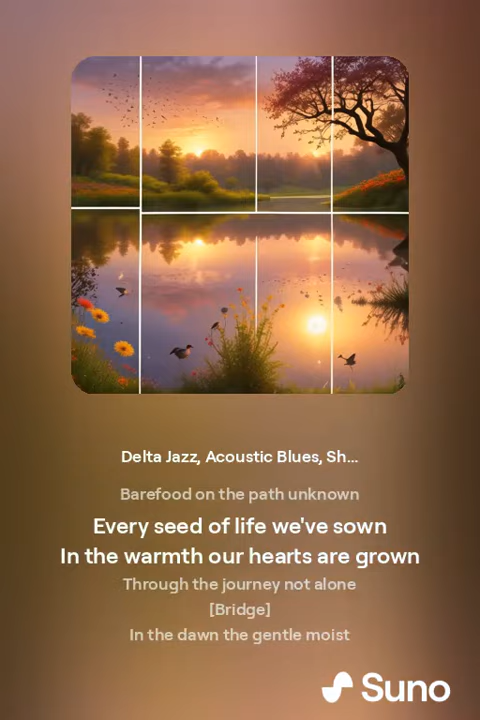 Delta Jazz, Acoustic Blues, Sh...
Barefood on the path unknown
Every seed of life we've sown
In the warmth our hearts are grown
Through the journey not alone
[Bridge]
In the dawn the gentle moist
Suno